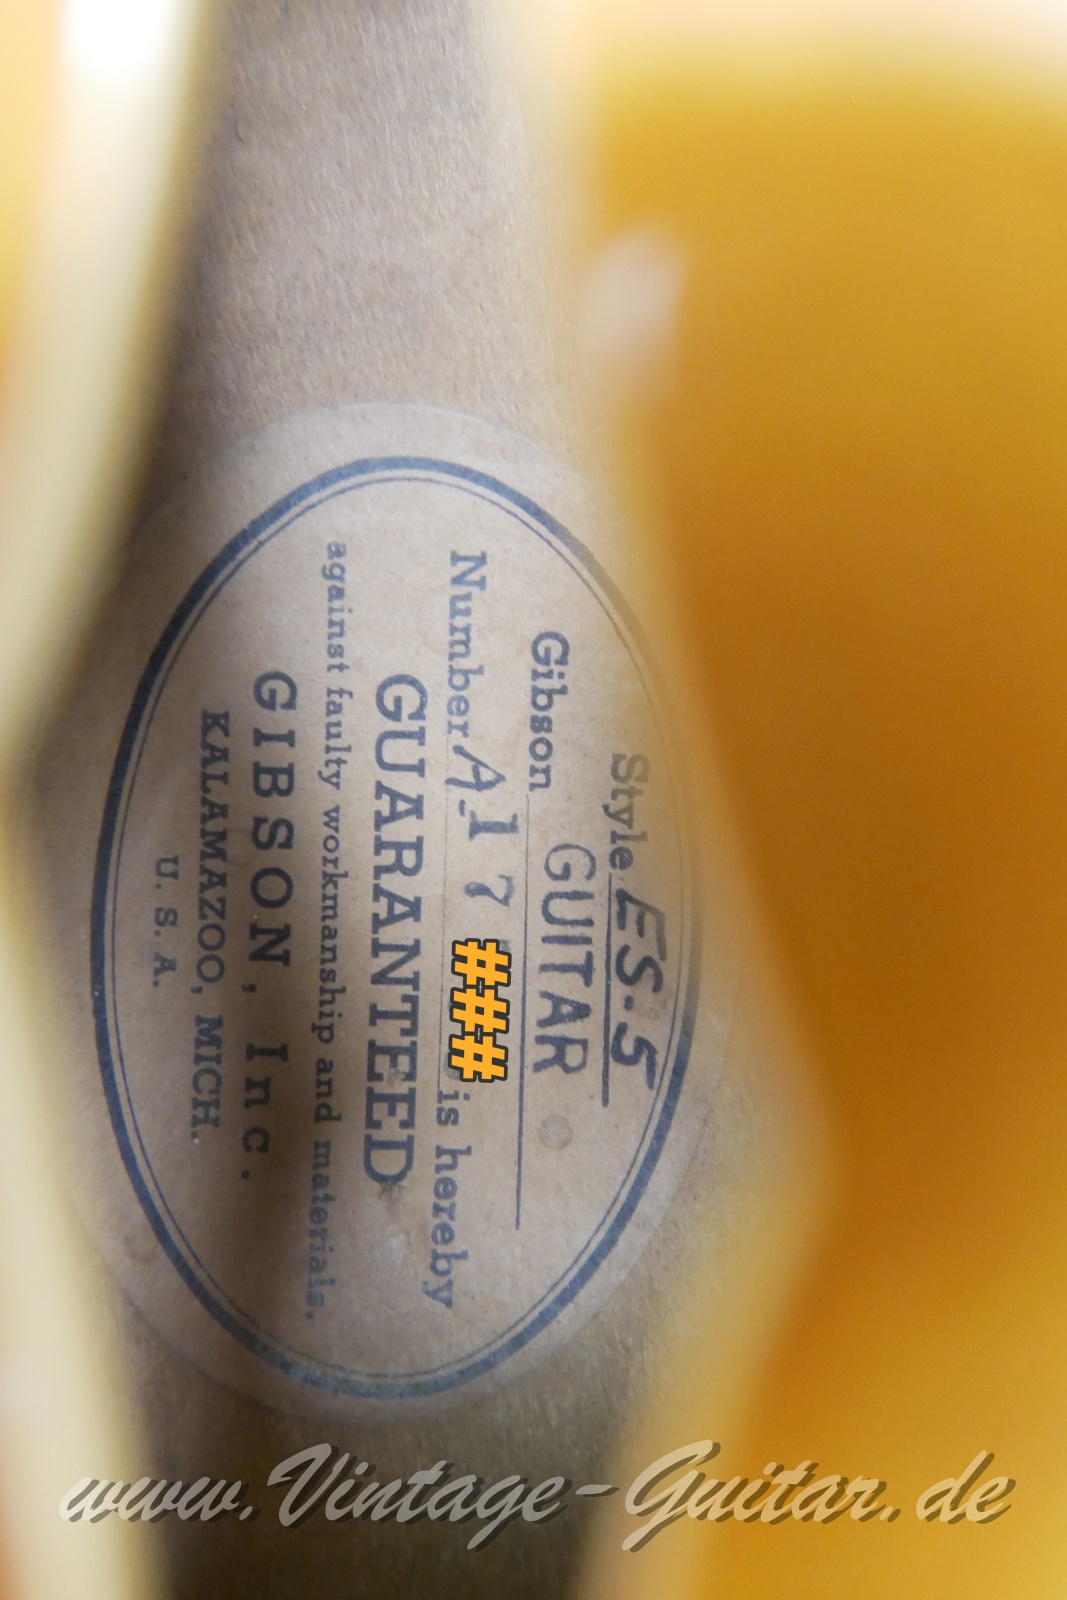 Style ES-5
Gibson GUITAR
Number A-17 ### is hereby
GUARANTEED
against faulty workmanship and materials.
GIBSON, Inc.
KALAMAZOO, MICH.
U. S. A.
www.Vintage-Guitar.de